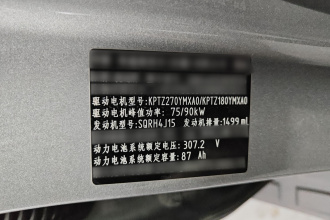 驱动电机型号:KPTZ270YMXA0/KPTZ180YMXA0
驱动电机峰值功率: 75/90kW
发动机型号:SQRH4J15 发动机排量:1499 mL
动力电池系统额定电压: 307.2 V
动力电池系统额定容量: 87 Ah